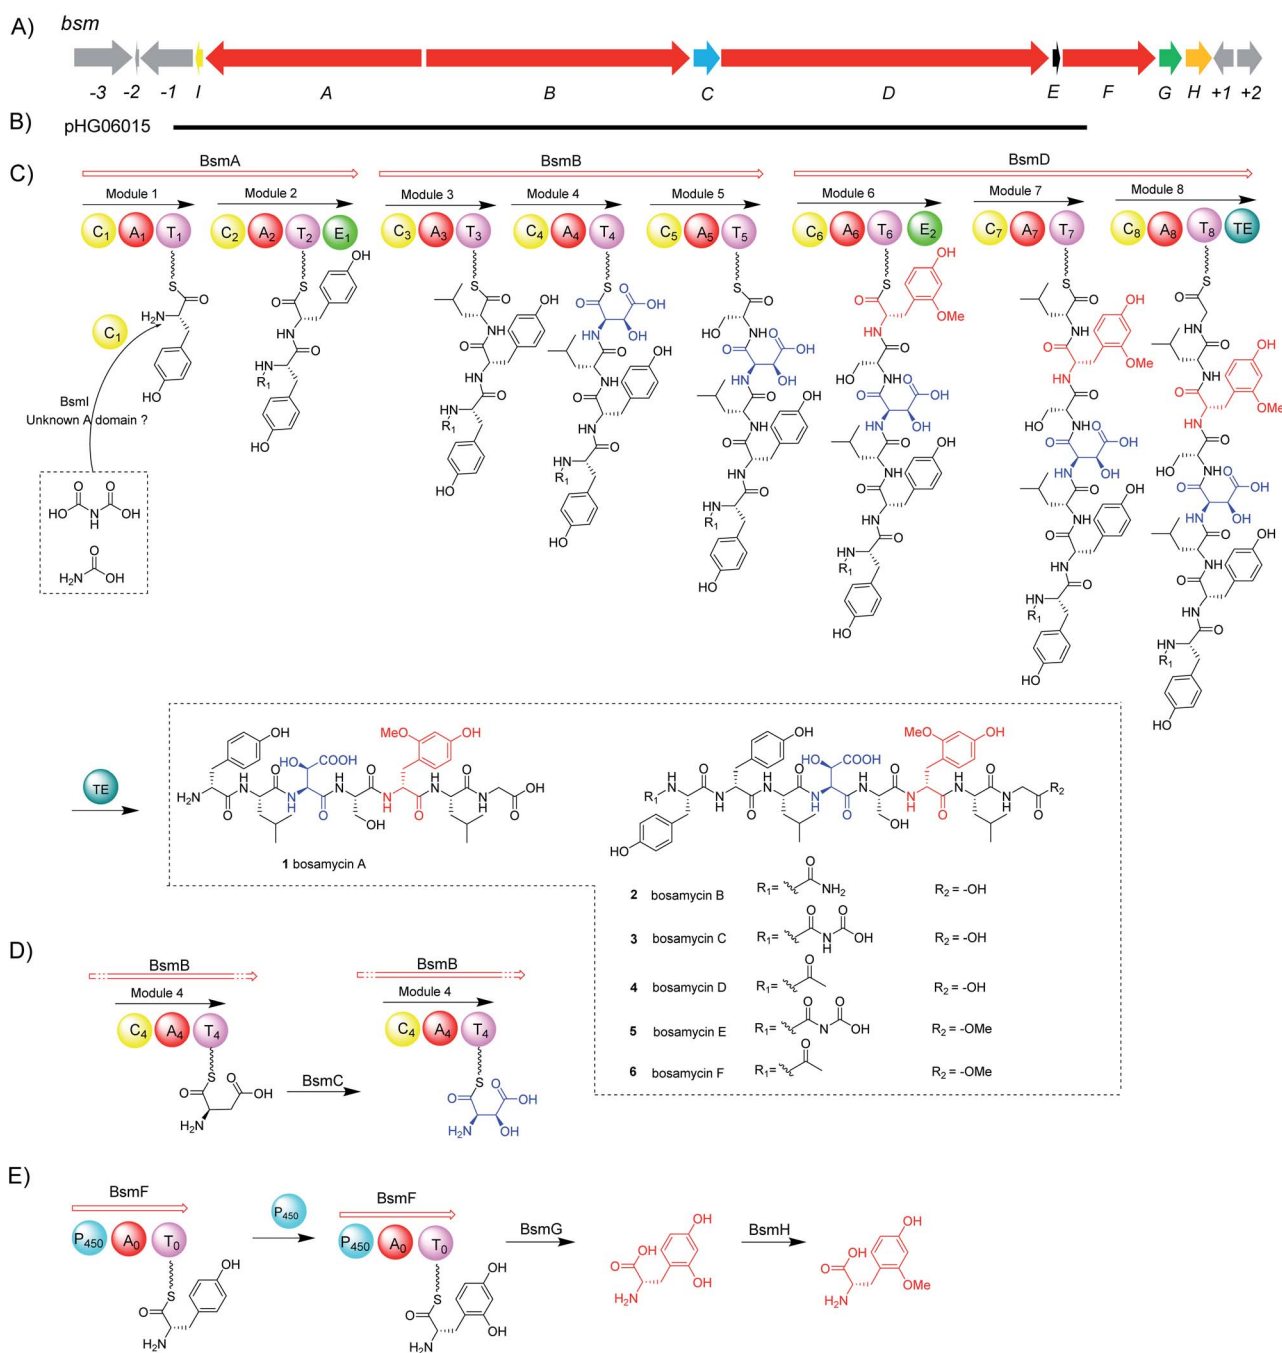 A) bsm
-3 -2 -1 I A B C D E F G H +1 +2
B) pHG06015
C) BsmA BsmB BsmD
Module 1 Module 2 Module 3 Module 4 Module 5 Module 6 Module 7 Module 8
C1 A1 T1 C2 A2 T2 E1 C3 A3 T3 C4 A4 T4 C5 A5 T5 C6 A6 T6 E2 C7 A7 T7 C8 A8 T8 TE
C1
BsmI
Unknown A domain ?
TE
1 bosamycin A
2 bosamycin B R1= NH2 R2 = -OH
3 bosamycin C R1= OH R2 = -OH
4 bosamycin D R1= R2 = -OH
5 bosamycin E R1= OH R2 = -OMe
6 bosamycin F R1= R2 = -OMe
D) BsmB BsmB
Module 4 Module 4
C4 A4 T4 C4 A4 T4
BsmC
E) BsmF P450 BsmF BsmG BsmH
P450 A0 T0 P450 A0 T0